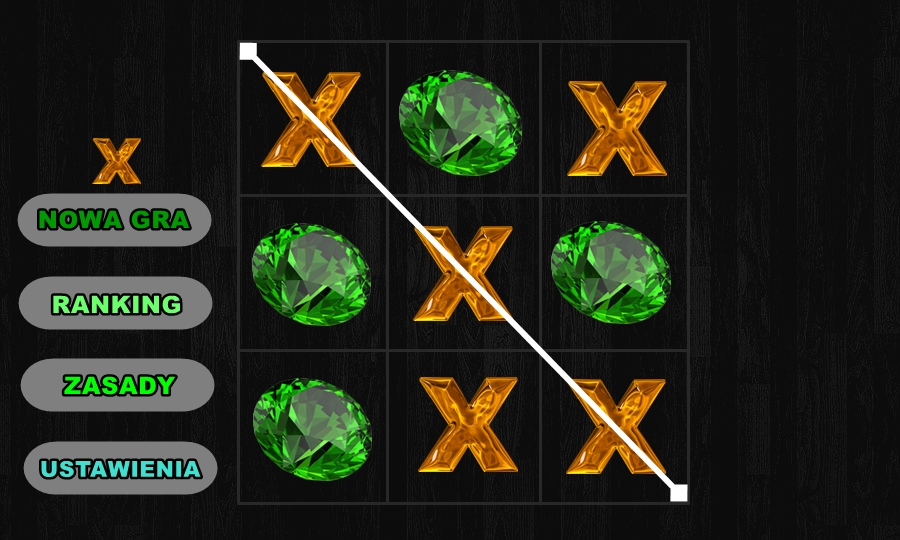 X
NOWA GRA
RANKING
ZASADY
USTAWIENIA
X X
X
X X